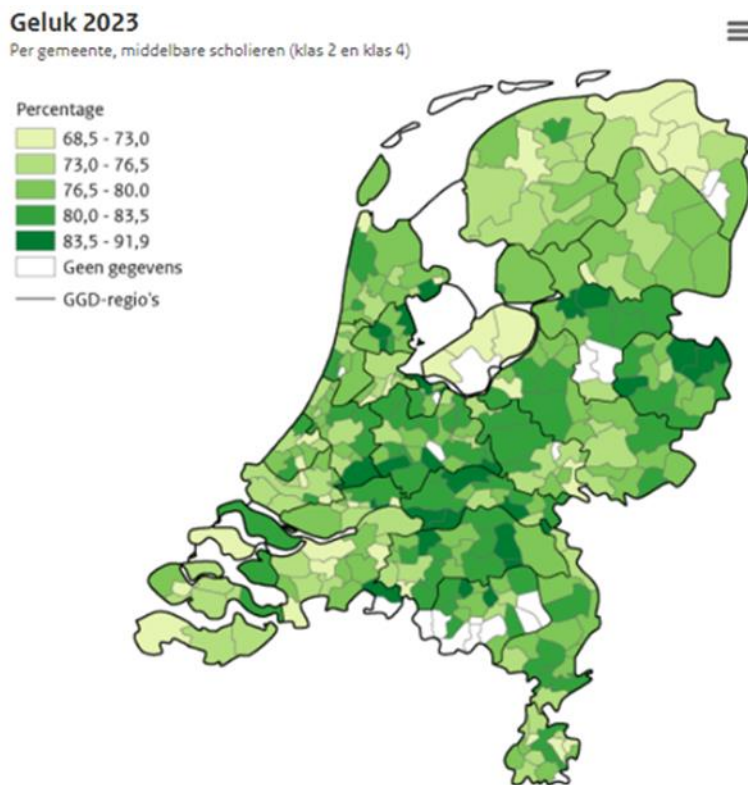 Geluk 2023
Per gemeente, middelbare scholieren (klas 2 en klas 4)
Percentage
68,5 - 73,0
73,0 - 76,5
76,5 - 80.0
80,0 - 83,5
83,5 - 91,9
Geen gegevens
GGD-regio's